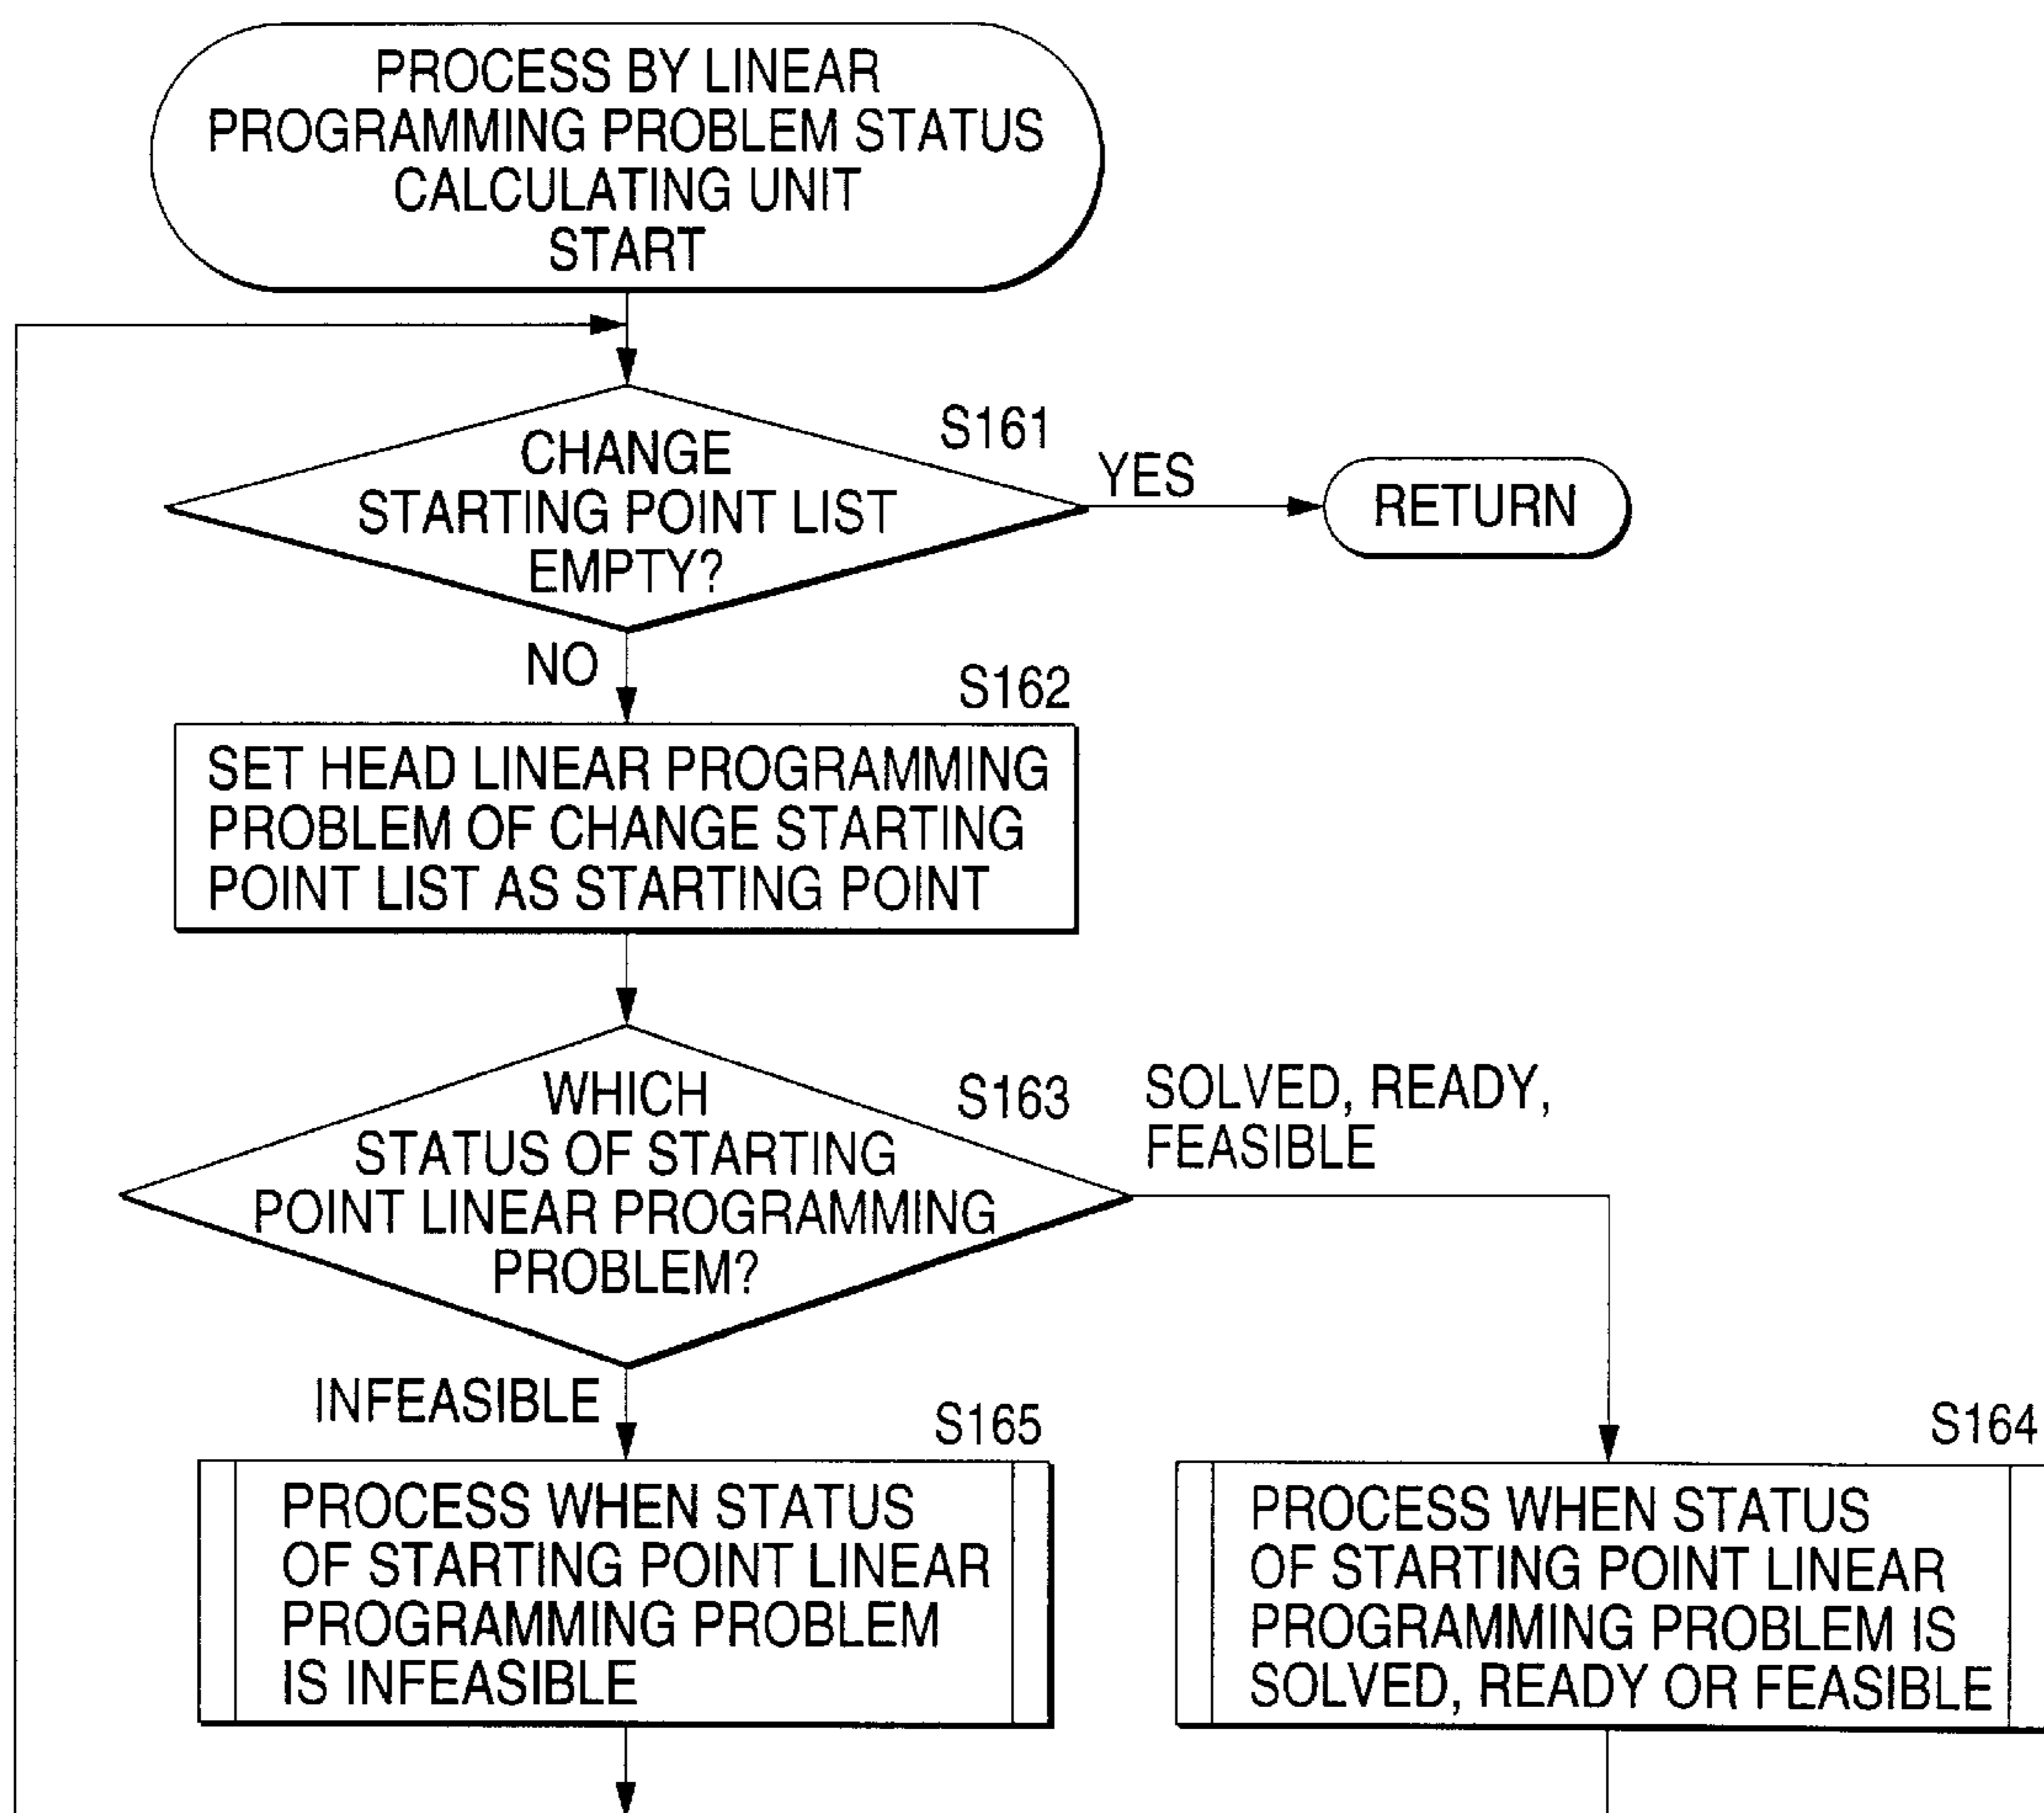 PROCESS BY LINEAR
PROGRAMMING PROBLEM STATUS
CALCULATING UNIT
START
S161
CHANGE
STARTING POINT LIST
EMPTY?
YES
RETURN
NO
S162
SET HEAD LINEAR PROGRAMMING
PROBLEM OF CHANGE STARTING
POINT LIST AS STARTING POINT
S163
WHICH
STATUS OF STARTING
POINT LINEAR PROGRAMMING
PROBLEM?
SOLVED, READY,
FEASIBLE
INFEASIBLE
S165
PROCESS WHEN STATUS
OF STARTING POINT LINEAR
PROGRAMMING PROBLEM
IS INFEASIBLE
S164
PROCESS WHEN STATUS
OF STARTING POINT LINEAR
PROGRAMMING PROBLEM IS
SOLVED, READY OR FEASIBLE